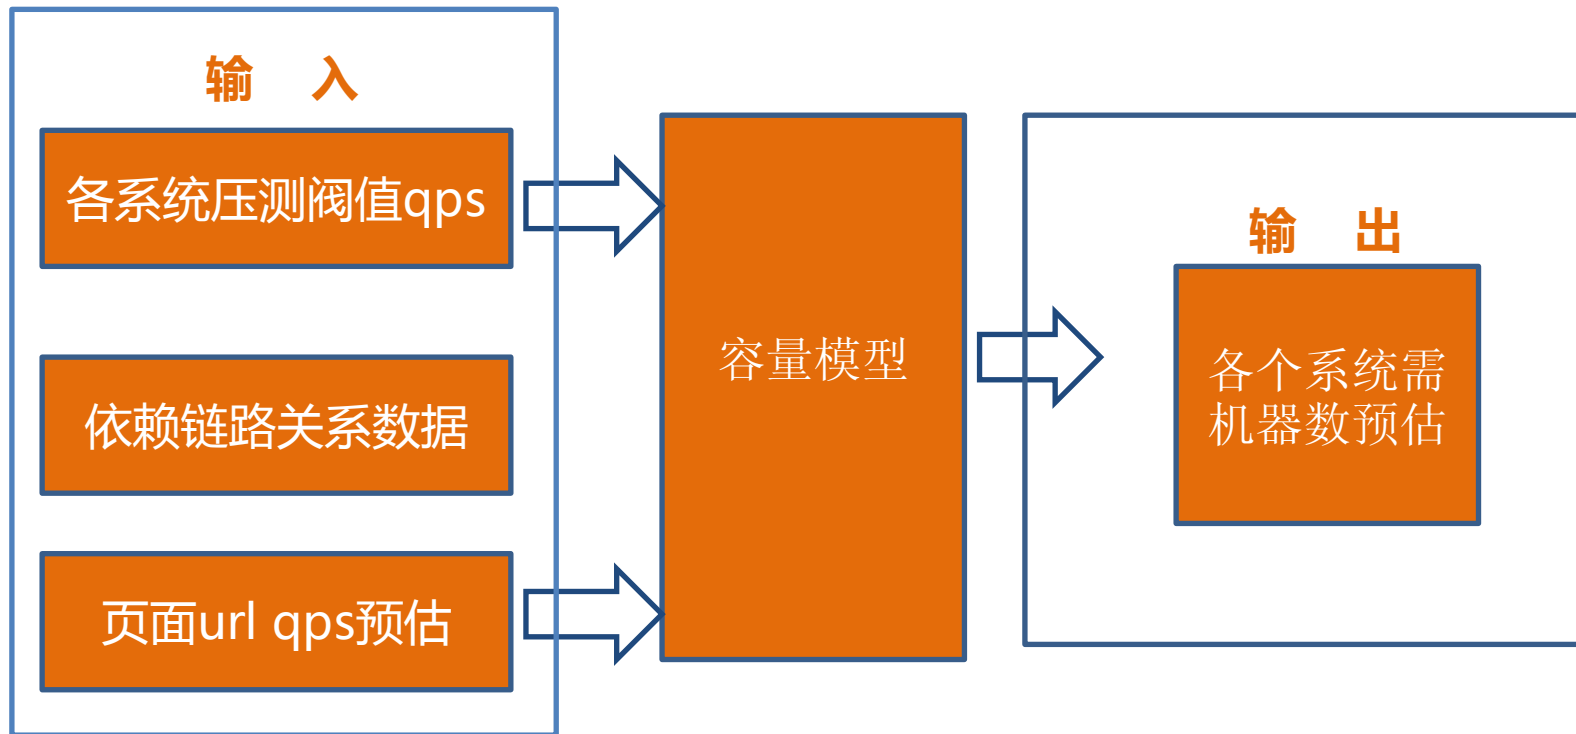 输 入
各系统压测阀值qps
依赖链路关系数据
页面url qps预估
容量模型
输 出
各个系统需
机器数预估